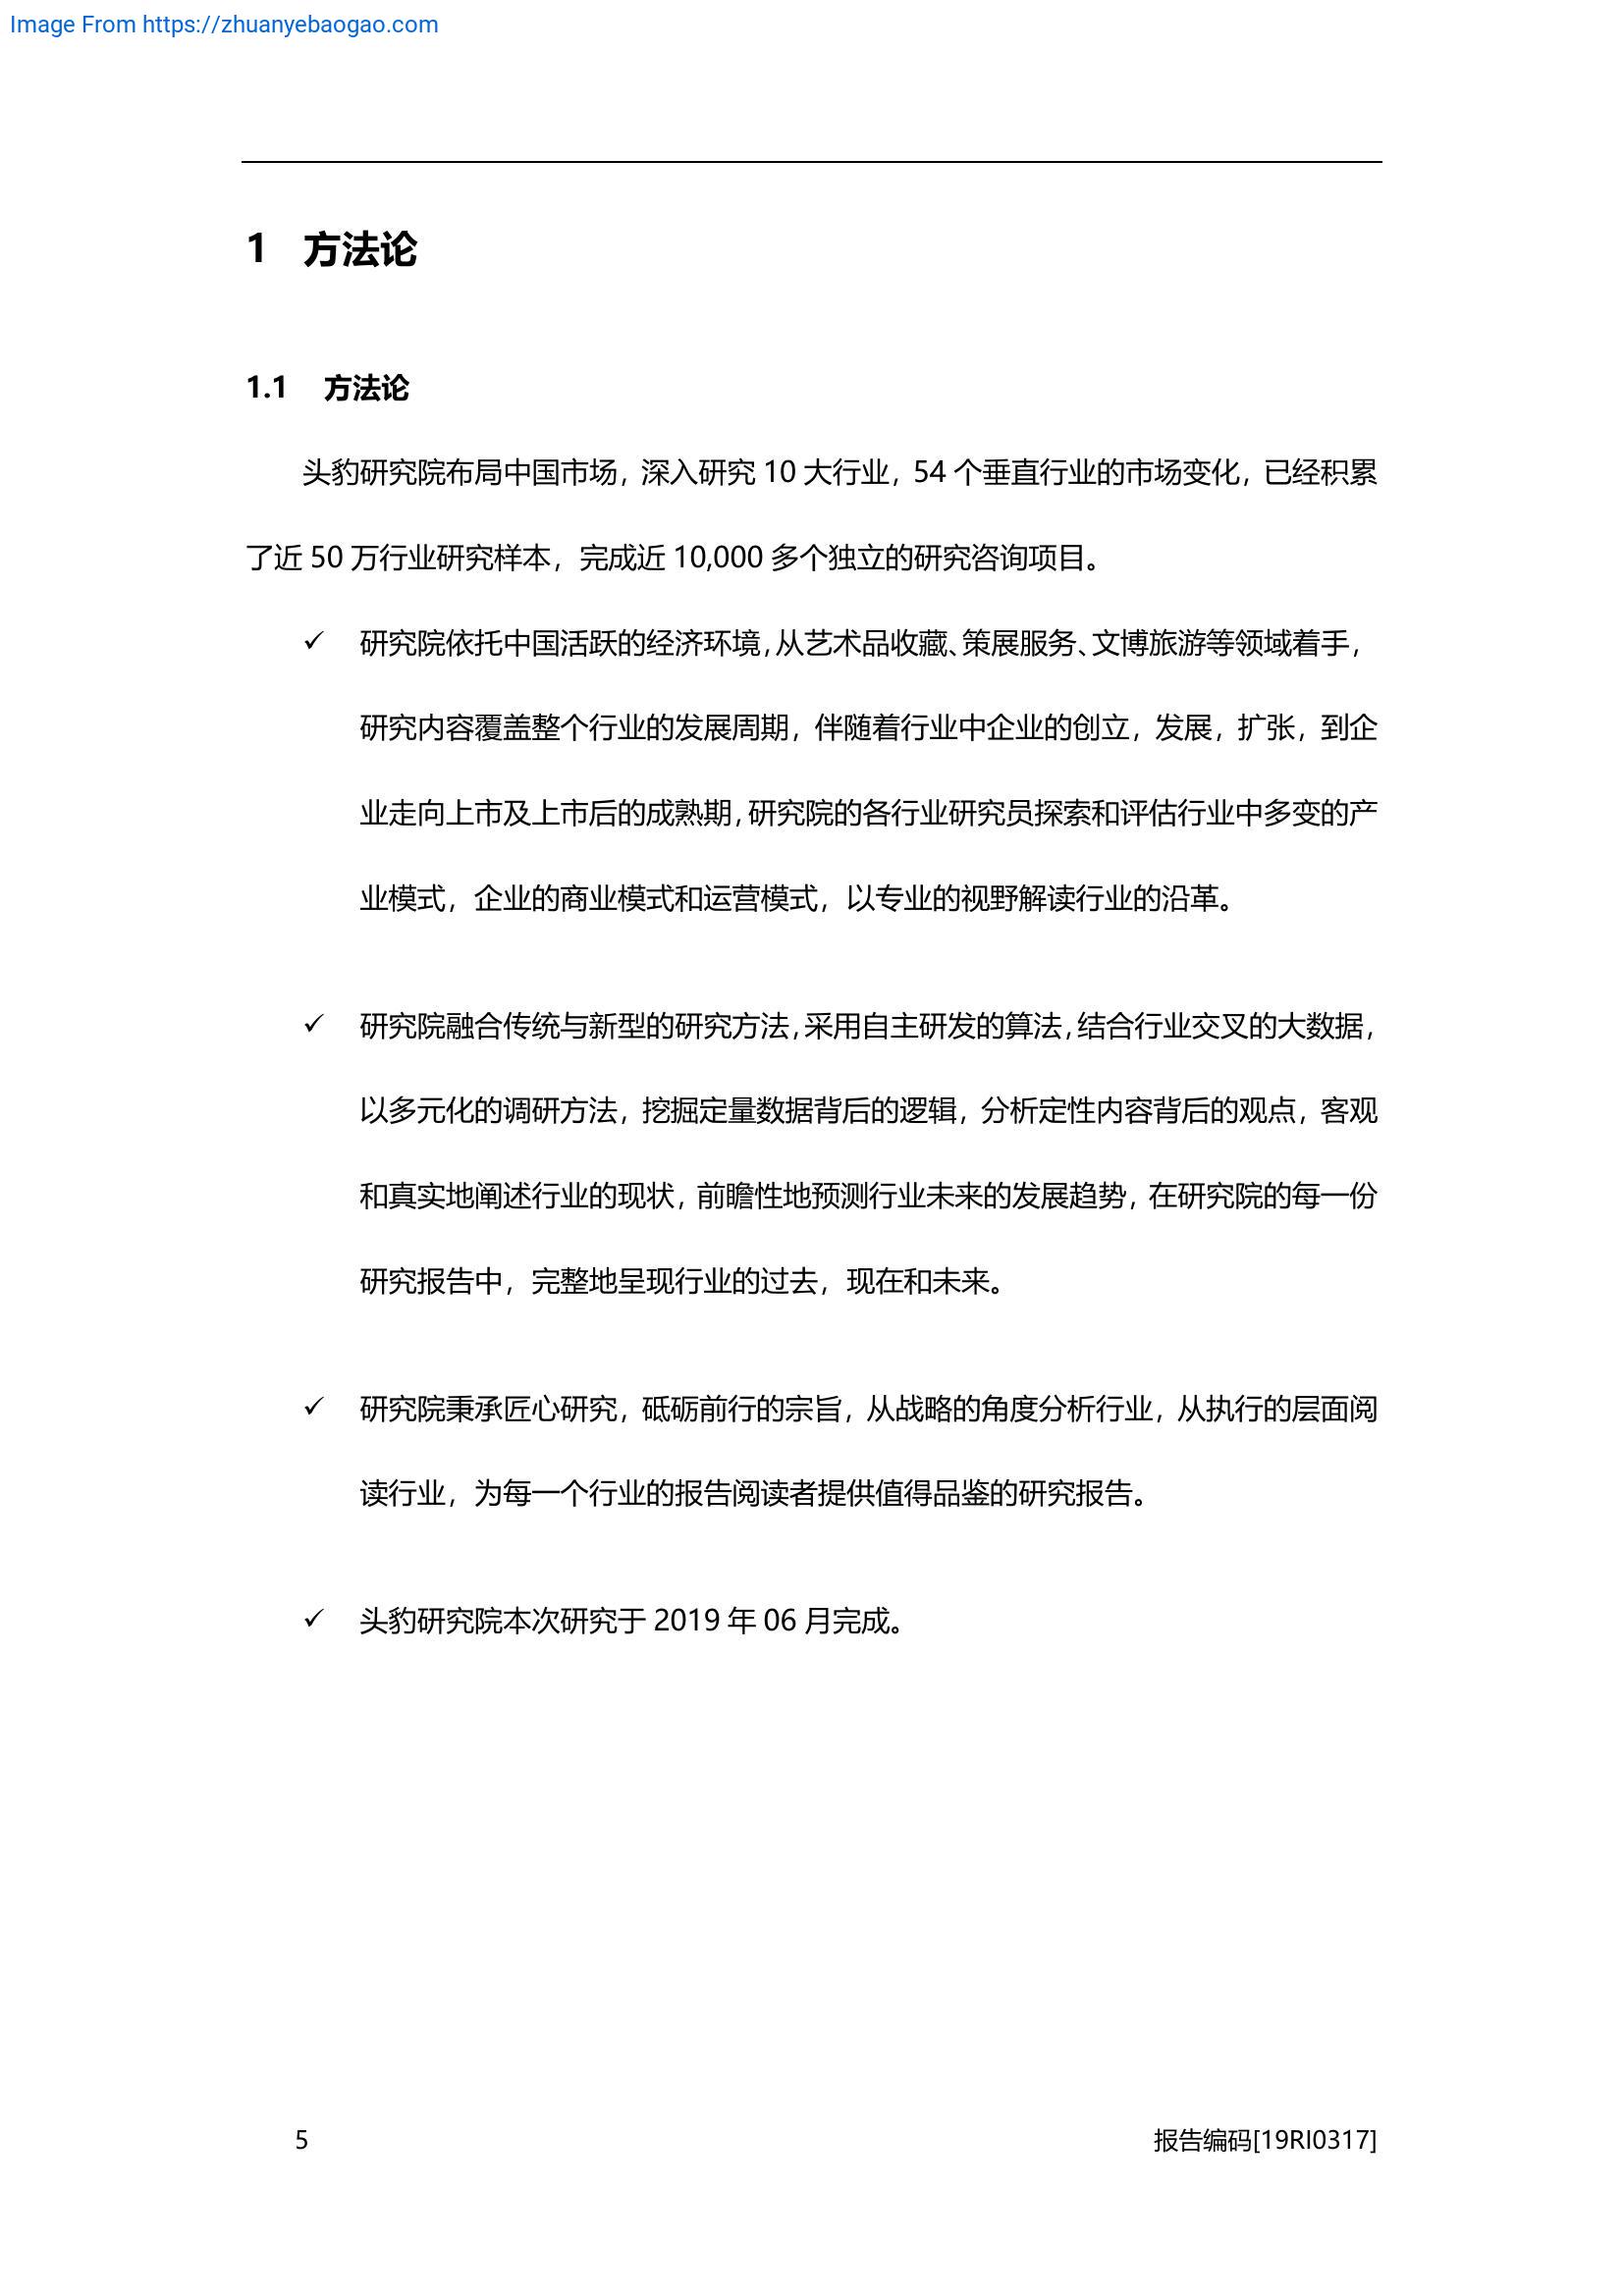 Image From https://zhuanyebaogao.com
1 方法论
1.1 方法论
头豹研究院布局中国市场，深入研究 10 大行业，54 个垂直行业的市场变化，已经积累
了近 50 万行业研究样本，完成近 10,000 多个独立的研究咨询项目。
✓ 研究院依托中国活跃的经济环境，从艺术品收藏、策展服务、文博旅游等领域着手，
研究内容覆盖整个行业的发展周期，伴随着行业中企业的创立，发展，扩张，到企
业走向上市及上市后的成熟期，研究院的各行业研究员探索和评估行业中多变的产
业模式，企业的商业模式和运营模式，以专业的视野解读行业的沿革。
✓ 研究院融合传统与新型的研究方法，采用自主研发的算法，结合行业交叉的大数据，
以多元化的调研方法，挖掘定量数据背后的逻辑，分析定性内容背后的观点，客观
和真实地阐述行业的现状，前瞻性地预测行业未来的发展趋势，在研究院的每一份
研究报告中，完整地呈现行业的过去，现在和未来。
✓ 研究院秉承匠心研究，砥砺前行的宗旨，从战略的角度分析行业，从执行的层面阅
读行业，为每一个行业的报告阅读者提供值得品鉴的研究报告。
✓ 头豹研究院本次研究于 2019 年 06 月完成。
5 报告编码[19RI0317]